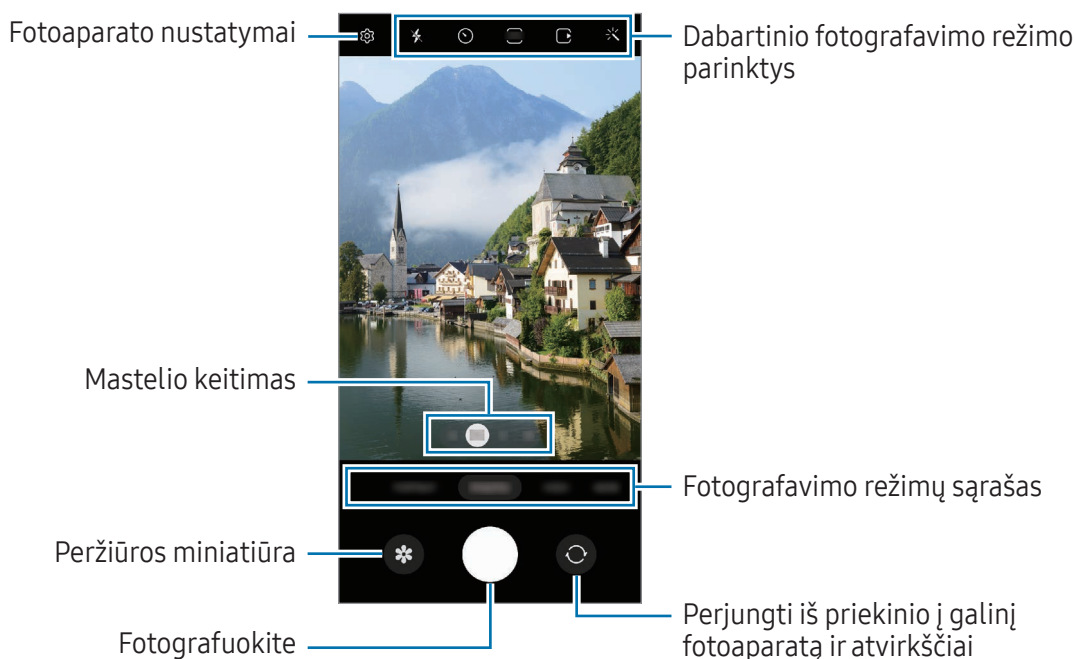 Fotoaparato nustatymai
Dabartinio fotografavimo režimo
parinktys
Mastelio keitimas
Fotografavimo režimų sąrašas
Peržiūros miniatiūra
Fotografuokite
Perjungti iš priekinio į galinį
fotoaparatą ir atvirkščiai